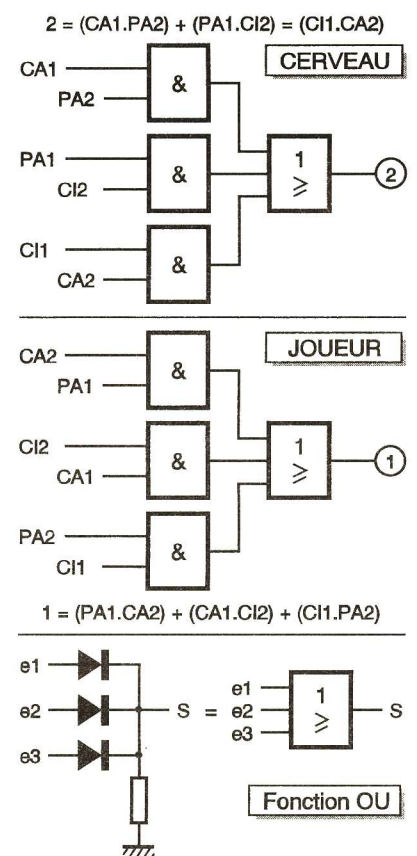 2 = (CA1.PA2) + (PA1.CI2) = (CI1.CA2)
CERVEAU
CA1
PA2
&
PA1
CI2
&
1
≥
2
CI1
CA2
&
JOUEUR
CA2
PA1
&
CI2
CA1
&
1
≥
1
PA2
CI1
&
1 = (PA1.CA2) + (CA1.CI2) + (CI1.PA2)
e1
e2
e3
S =
e1
e2
e3
1
≥
S
Fonction OU